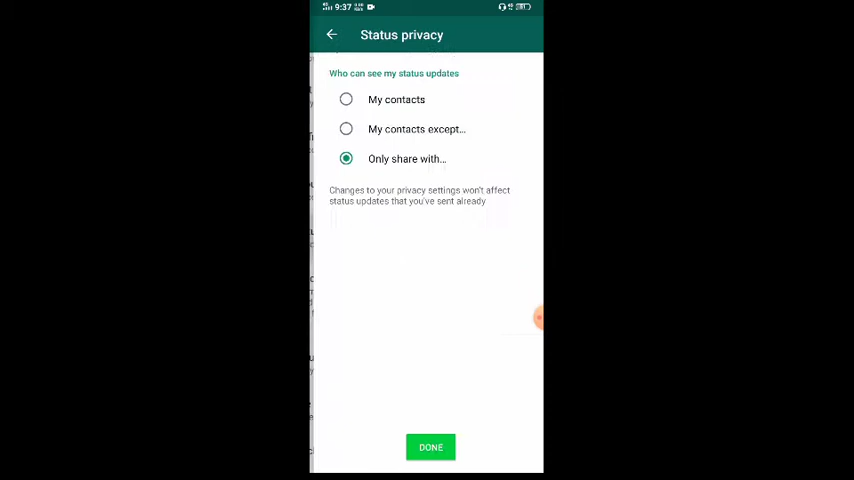 9:37
Status privacy
Who can see my status updates
My contacts
My contacts except...
Only share with...
Changes to your privacy settings won't affect
status updates that you've sent already
DONE